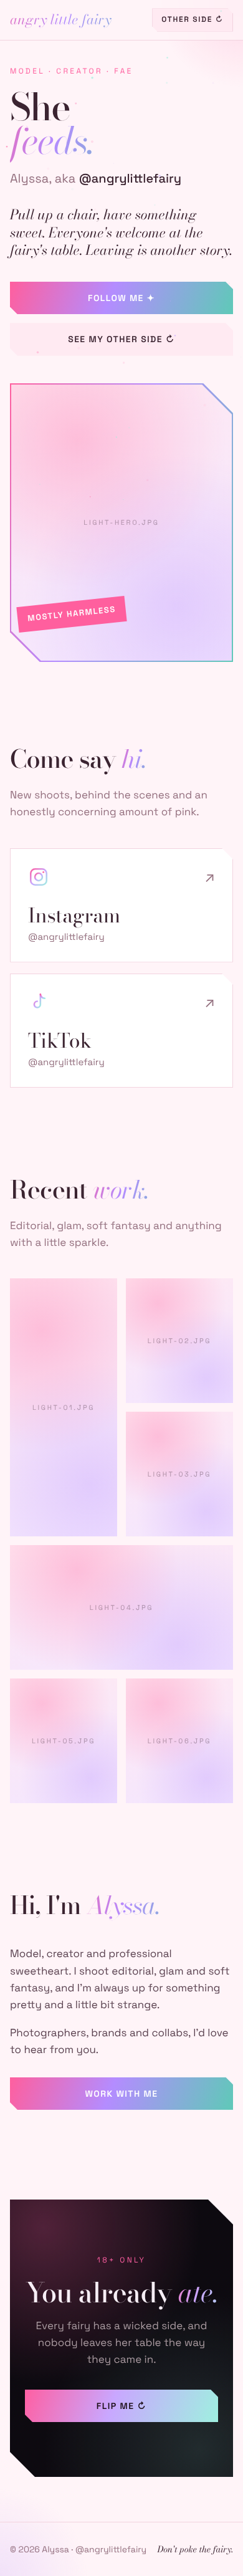 angry little fairy
OTHER SIDE ↻
MODEL · CREATOR · FAE
She
feeds.
Alyssa, aka @angrylittlefairy
Pull up a chair, have something
sweet. Everyone's welcome at the
fairy's table. Leaving is another story.
FOLLOW ME ✦
SEE MY OTHER SIDE ↻
LIGHT-HERO.JPG
MOSTLY HARMLESS
Come say hi.
New shoots, behind the scenes and an
honestly concerning amount of pink.
Instagram
@angrylittlefairy
TikTok
@angrylittlefairy
Recent work.
Editorial, glam, soft fantasy and anything
with a little sparkle.
LIGHT-01.JPG
LIGHT-02.JPG
LIGHT-03.JPG
LIGHT-04.JPG
LIGHT-05.JPG
LIGHT-06.JPG
Hi, I'm Alyssa.
Model, creator and professional
sweetheart. I shoot editorial, glam and soft
fantasy, and I'm always up for something
pretty and a little bit strange.
Photographers, brands and collabs, I'd love
to hear from you.
WORK WITH ME
18+ ONLY
You already ate.
Every fairy has a wicked side, and
nobody leaves her table the way
they came in.
FLIP ME ↻
© 2026 Alyssa · @angrylittlefairy
Don't poke the fairy.